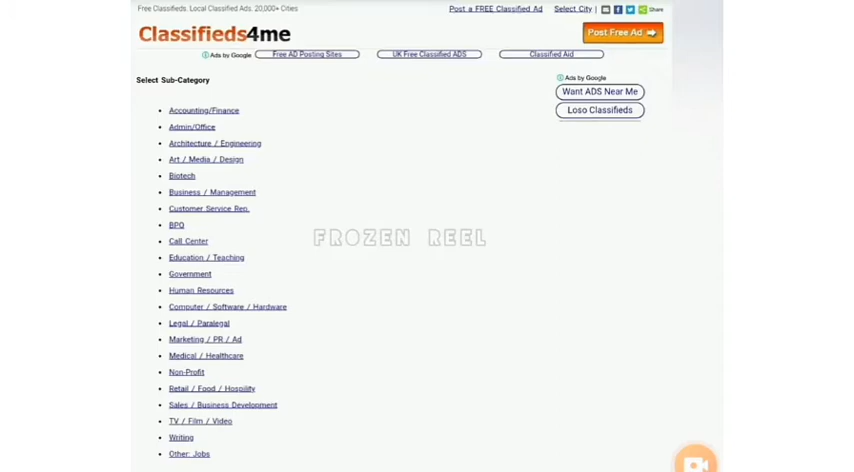 Free Classifieds. Local Classified Ads. 20,000+ Cities
Post a FREE Classified Ad Select City | Share
Classifieds4me
Post Free Ad
Ads by Google Free AD Posting Sites UK Free Classified ADS Classified Aid
Select Sub-Category
Ads by Google
Want ADS Near Me
Loso Classifieds
Accounting/Finance
Admin/Office
Architecture / Engineering
Art / Media / Design
Biotech
Business / Management
Customer Service Rep.
BPO
Call Center
Education / Teaching
Government
Human Resources
Computer / Software / Hardware
Legal / Paralegal
Marketing / PR / Ad
Medical / Healthcare
Non-Profit
Retail / Food / Hospility
Sales / Business Development
TV / Film / Video
Writing
Other: Jobs
FROZEN REEL